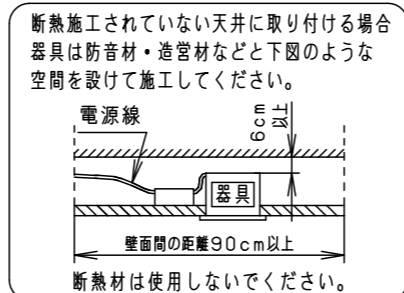 断熱施工されていない天井に取り付ける場合
器具は防音材・造営材などと下図のような
空間を設けて施工してください。
電源線
6cm
以上
器具
壁面間の距離90cm以上
断熱材は使用しないでください。